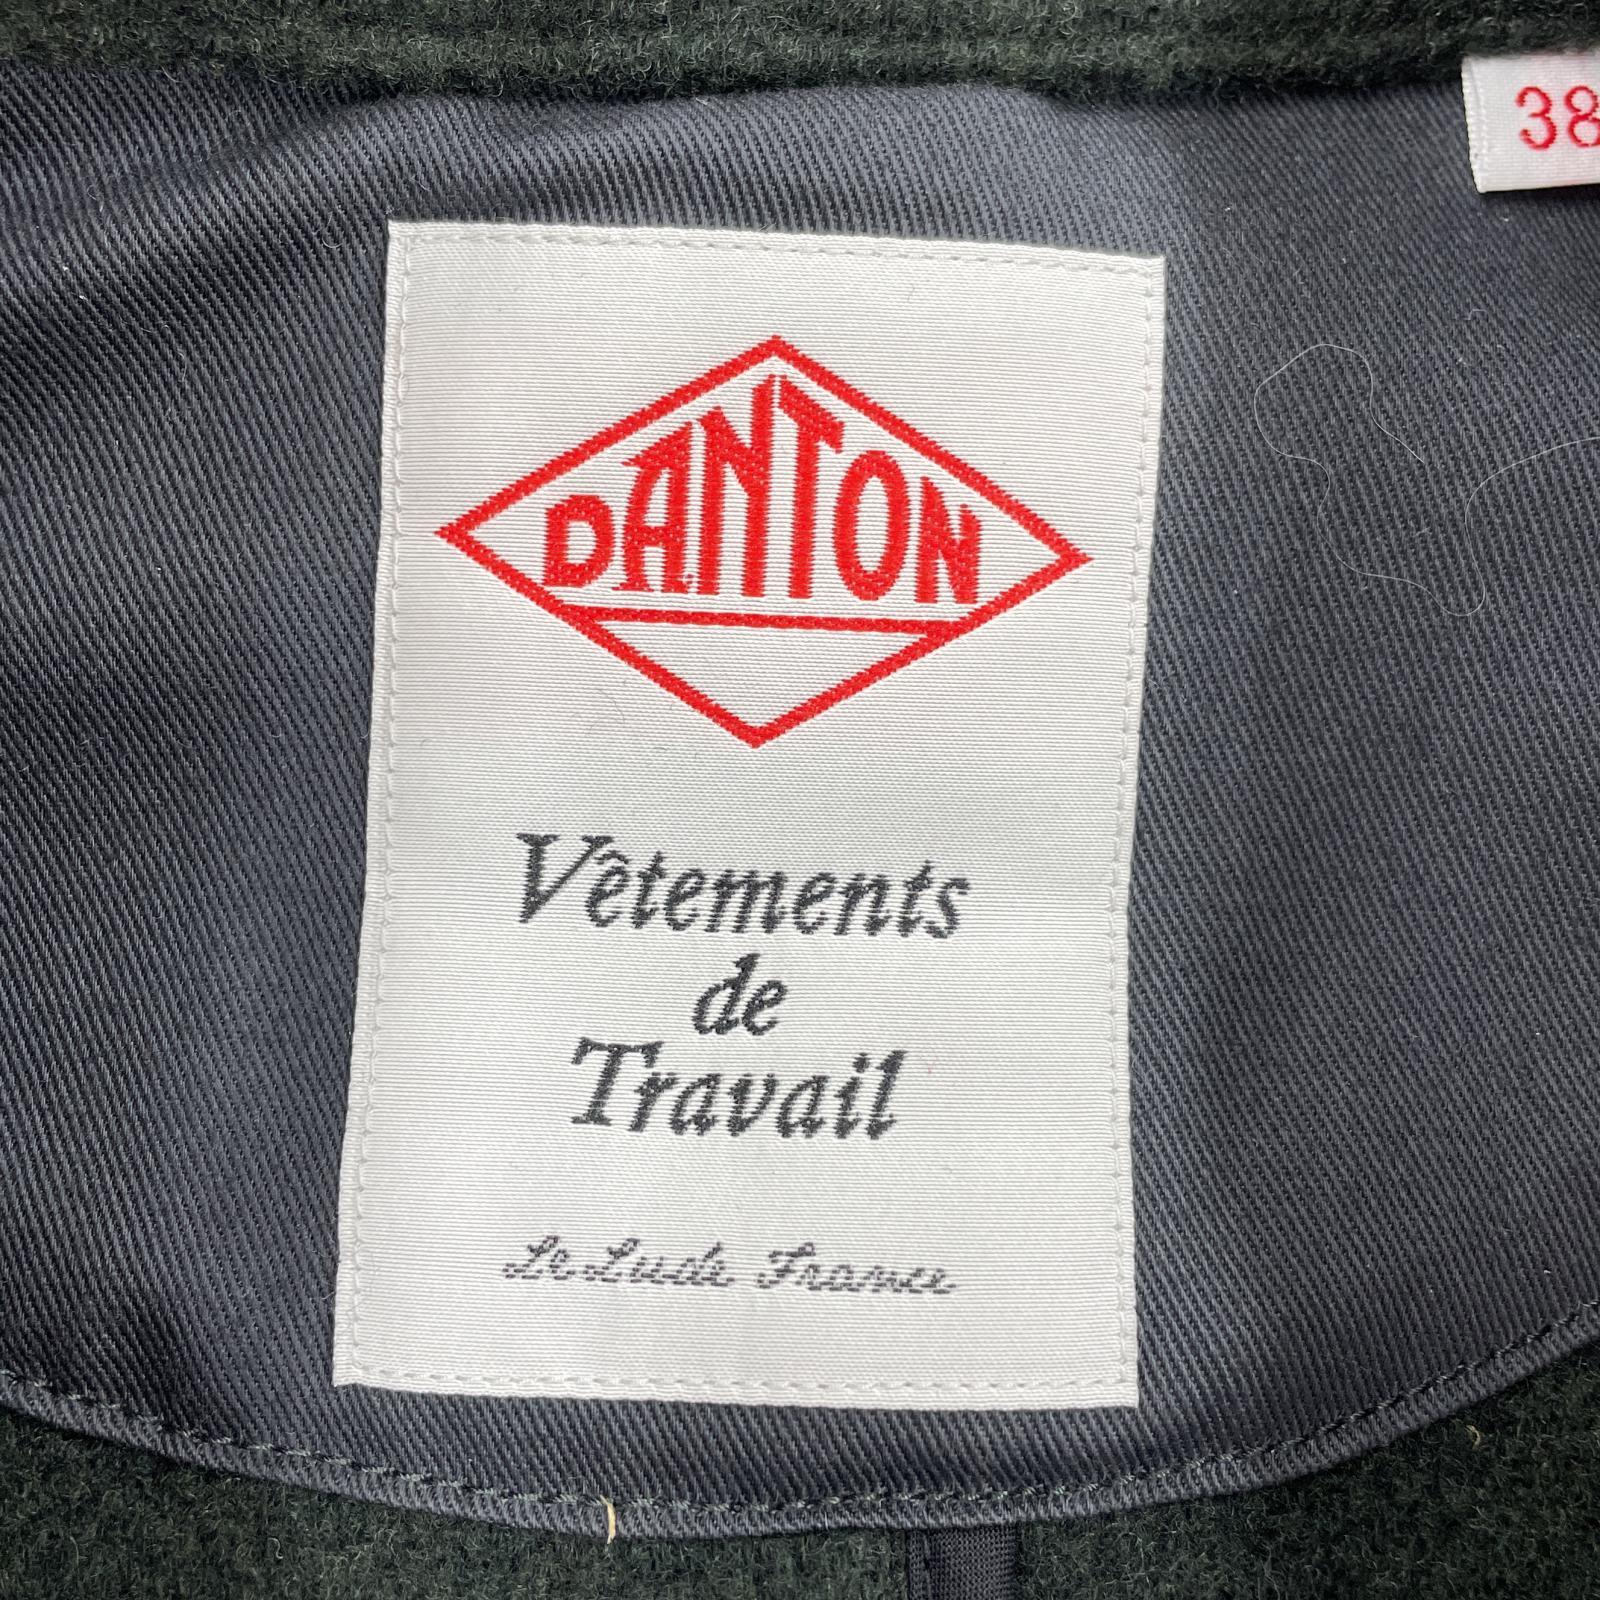 38
DANTON
Vêtements
de
Travail
Le Lude France